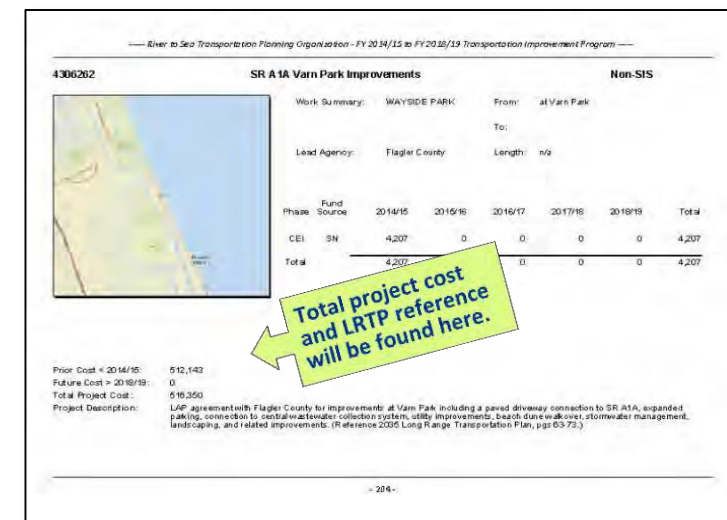 River to Sea Transportation Planning Organization - FY 2014/15 to FY 2018/19 Transportation Improvement Program
4306262 SR A1A Varn Park Improvements Non-SIS
Work Summary: WAYSIDE PARK From: at Varn Park
To:
Lead Agency: Flagler County Length: n/a
Phase Fund Source 2014/15 2015/16 2016/17 2017/18 2018/19 Total
CEI SN 4,207 0 0 0 0 4,207
Total 4,207 0 0 0 4,207
Total project cost
and LRTP reference
will be found here.
Prior Cost < 2014/15: 512,143
Future Cost > 2018/19: 0
Total Project Cost: 516,350
Project Description: LAP agreement with Flagler County for improvements at Varn Park including a paved driveway connection to SR A1A, expanded
parking, connection to central wastewater collection system, utility improvements, beach dune walkover, stormwater management,
landscaping, and related improvements. (Reference 2035 Long Range Transportation Plan, pgs 63-73.)
- 204 -